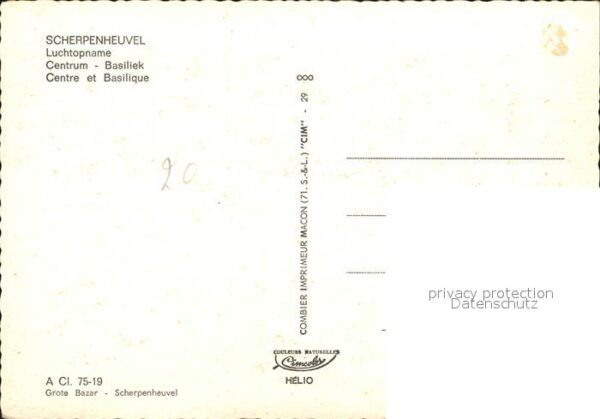 SCHERPENHEUVEL
Luchtopname
Centrum - Basiliek
Centre et Basilique
20
COMBIER IMPRIMEUR MACON (71. S.-&-L.) "CIM" - 29
privacy protection
Datenschutz
COULEURS NATURELLES
Cimcolor
HÉLIO
A Cl. 75-19
Grote Bazar - Scherpenheuvel